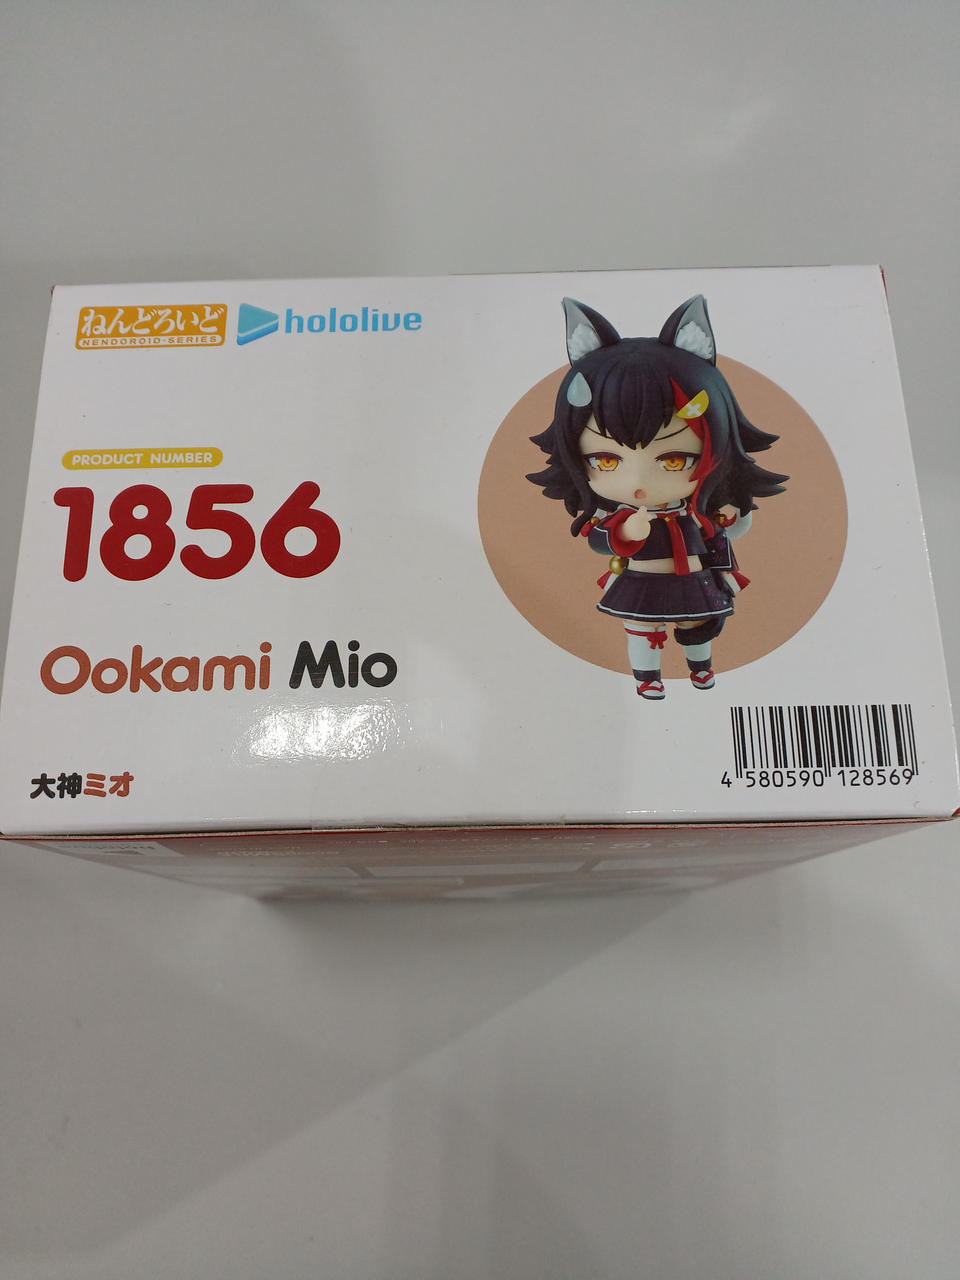 ねんどろいど
NENDOROID·SERIES
hololive
PRODUCT NUMBER
1856
Ookami Mio
大神ミオ
4 580590 128569